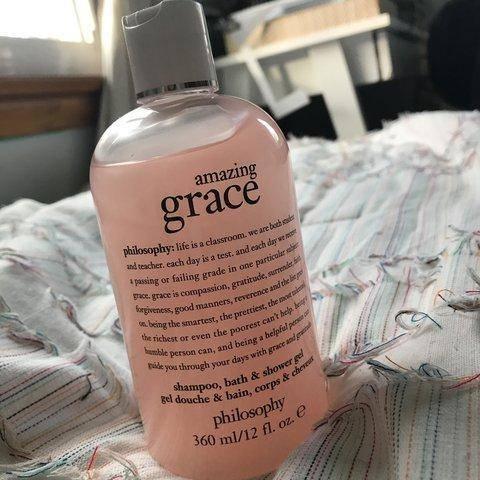 amazing
grace
philosophy: life is a classroom. we are both student
and teacher. each day is a test. and each day we receive
a passing or failing grade in one particular subject:
grace. grace is compassion, gratitude, surrender, faith,
forgiveness, good manners, reverence and the list goes
on. being the smartest, the prettiest, the most talented,
the richest or even the poorest can't help. being a
humble person can, and being a helpful person can
guide you through your days with grace and gratitude.
shampoo, bath & shower gel
gel douche & bain, corps & cheveux
philosophy
360 ml/12 fl. oz. e